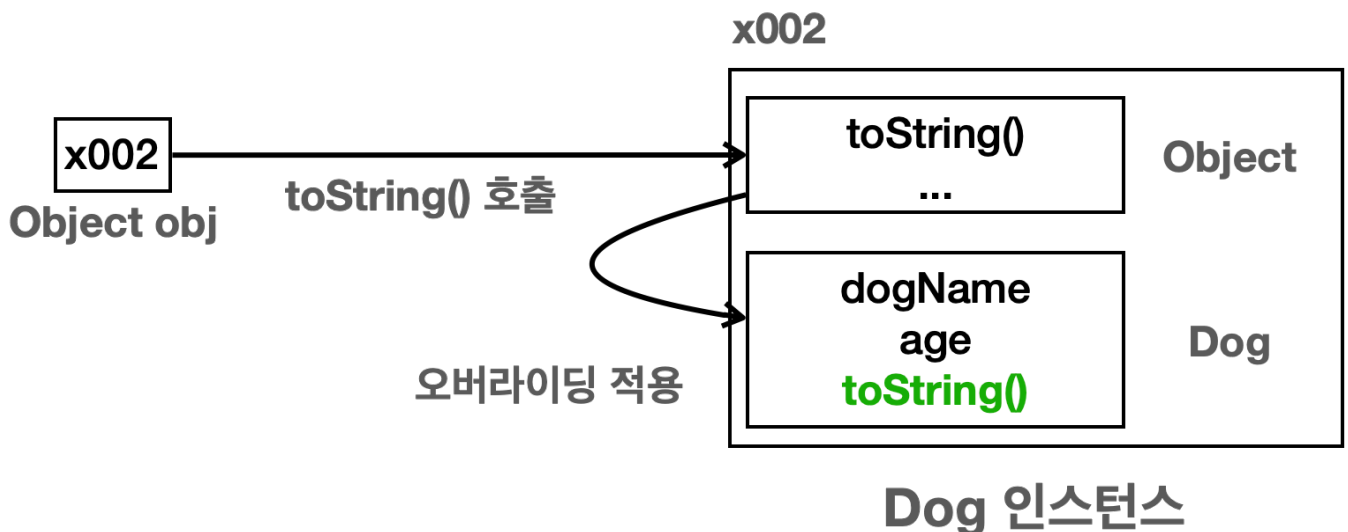 x002
x002
Object obj
toString() 호출
toString()
...
Object
dogName
age
toString()
Dog
오버라이딩 적용
Dog 인스턴스